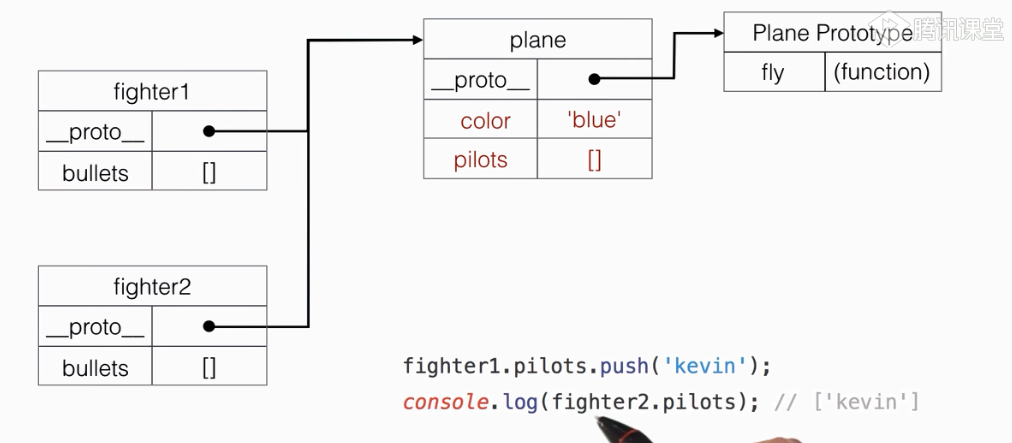 腾讯课堂
fighter1
__proto__
bullets []
fighter2
__proto__
bullets []
plane
__proto__
color 'blue'
pilots []
Plane Prototype
fly (function)
fighter1.pilots.push('kevin');
console.log(fighter2.pilots); // ['kevin']